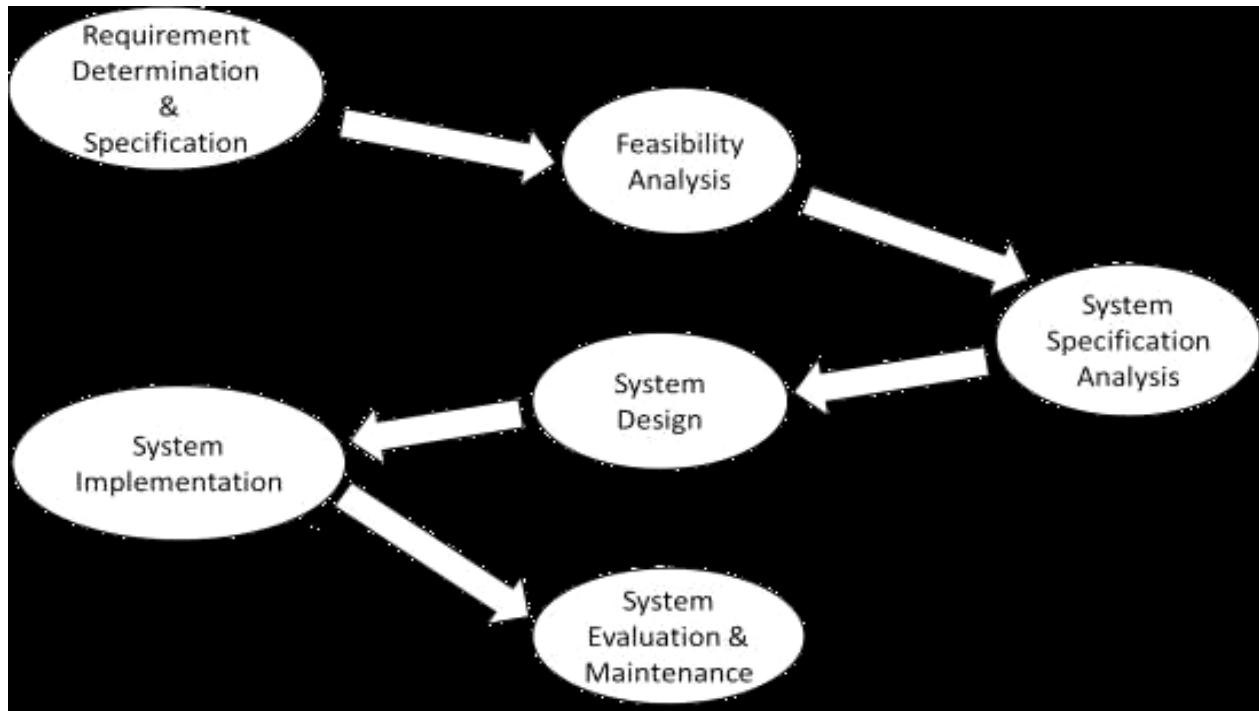 Requirement
Determination
&
Specification
Feasibility
Analysis
System
Specification
Analysis
System
Design
System
Implementation
System
Evaluation &
Maintenance